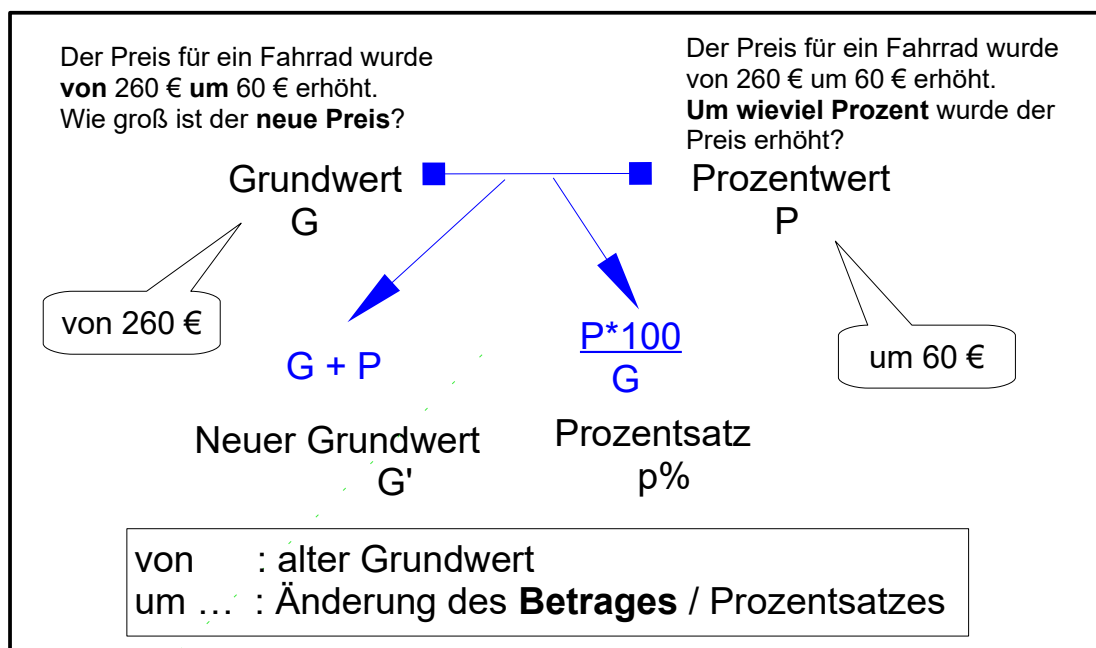 Der Preis für ein Fahrrad wurde
von 260 € um 60 € erhöht.
Wie groß ist der neue Preis?
Der Preis für ein Fahrrad wurde
von 260 € um 60 € erhöht.
Um wieviel Prozent wurde der
Preis erhöht?
Grundwert
G
Prozentwert
P
von 260 €
um 60 €
G + P
P*100
G
Neuer Grundwert
G'
Prozentsatz
p%
von : alter Grundwert
um … : Änderung des Betrages / Prozentsatzes